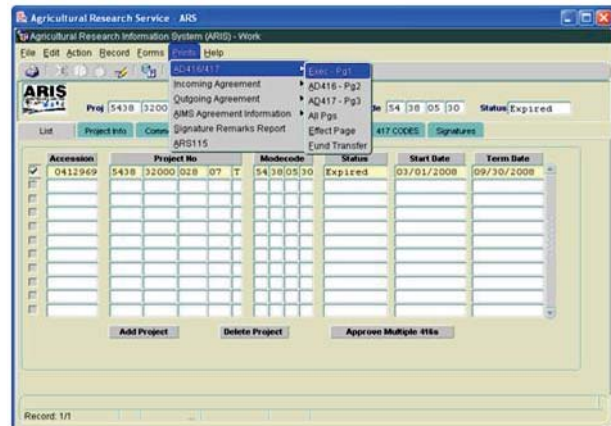 Agricultural Research Service - ARS
Agricultural Research Information System (ARIS) - Work
File Edit Action Record Forms Prints Help
AD416/417
Incoming Agreement
Outgoing Agreement
AIMS Agreement Information
Signature Remarks Report
ARS115
Exec - Pg1
AD416 - Pg2
AD417 - Pg3
All Pgs
Effect Page
Fund Transfer
ARIS
Proj 5438 3200 54 38 05 30 Status Expired
List Project Info 417 CODES Signatures
Accession Project No Modecode Status Start Date Term Date
0412969 5438 32000 028 07 T 54 38 05 30 Expired 03/01/2008 09/30/2008
Add Project Delete Project Approve Multiple 416s
Record: 1/1